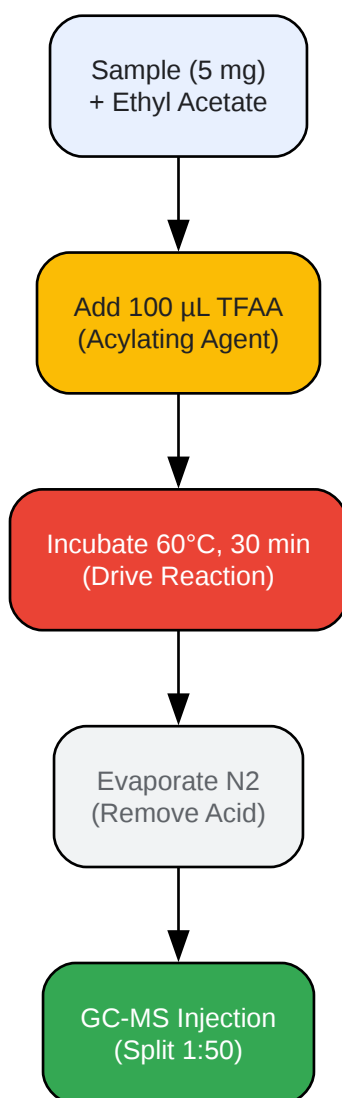 Sample (5 mg)
+ Ethyl Acetate
Add 100 µL TFAA
(Acylating Agent)
Incubate 60°C, 30 min
(Drive Reaction)
Evaporate N2
(Remove Acid)
GC-MS Injection
(Split 1:50)